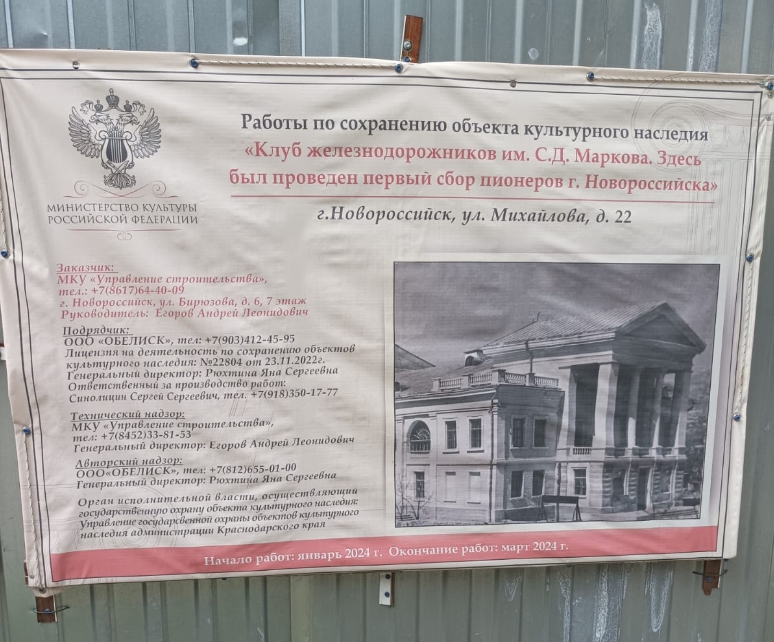 Работы по сохранению объекта культурного наследия
«Клуб железнодорожников им. С.Д. Маркова. Здесь
был проведен первый сбор пионеров г. Новороссийска»
МИНИСТЕРСТВО КУЛЬТУРЫ
РОССИЙСКОЙ ФЕДЕРАЦИИ
г.Новороссийск, ул. Михайлова, д. 22
Заказчик:
МКУ «Управление строительства»,
тел.: +7(8617)64-40-09
г. Новороссийск, ул. Бирюзова, д. 6, 7 этаж
Руководитель: Егоров Андрей Леонидович
Подрядчик:
ООО «ОБЕЛИСК», тел: +7(903)412-45-95
Лицензия на деятельность по сохранению объектов
культурного наследия: №22804 от 23.11.2022г.
Генеральный директор: Рюхтина Яна Сергеевна
Ответственный за производство работ:
Синолицин Сергей Сергеевич, тел. +7(918)350-17-77
Технический надзор:
МКУ «Управление строительства»,
тел: +7(8452)33-81-53
Генеральный директор: Егоров Андрей Леонидович
Авторский надзор:
ООО«ОБЕЛИСК», тел: +7(812)655-01-00
Генеральный директор: Рюхтина Яна Сергеевна
Орган исполнительной власти, осуществляющий
государственную охрану объекта культурного наследия:
Управление государсвенной охраны объектов культурного
наследия администрации Краснодарского края
Начало работ: январь 2024 г. Окончание работ: март 2024 г.